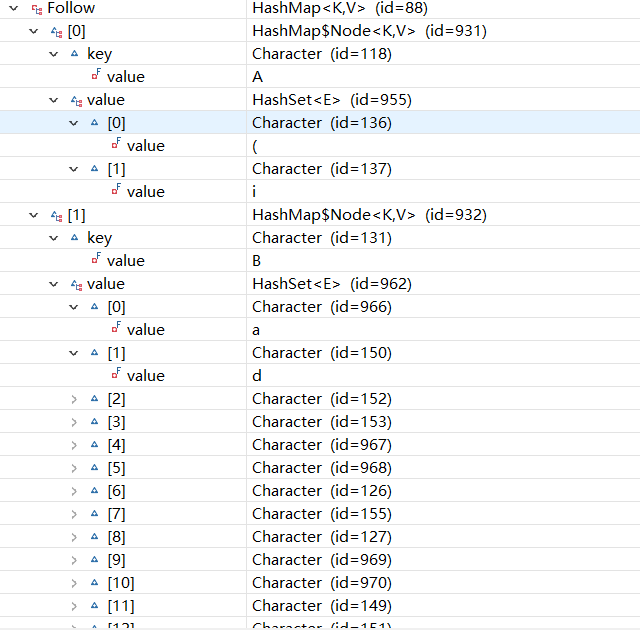 Follow HashMap<K,V> (id=88)
[0] HashMap$Node<K,V> (id=931)
key Character (id=118)
value A
value HashSet<E> (id=955)
[0] Character (id=136)
value (
[1] Character (id=137)
value i
[1] HashMap$Node<K,V> (id=932)
key Character (id=131)
value B
value HashSet<E> (id=962)
[0] Character (id=966)
value a
[1] Character (id=150)
value d
[2] Character (id=152)
[3] Character (id=153)
[4] Character (id=967)
[5] Character (id=968)
[6] Character (id=126)
[7] Character (id=155)
[8] Character (id=127)
[9] Character (id=969)
[10] Character (id=970)
[11] Character (id=149)
[12] Character (id=151)